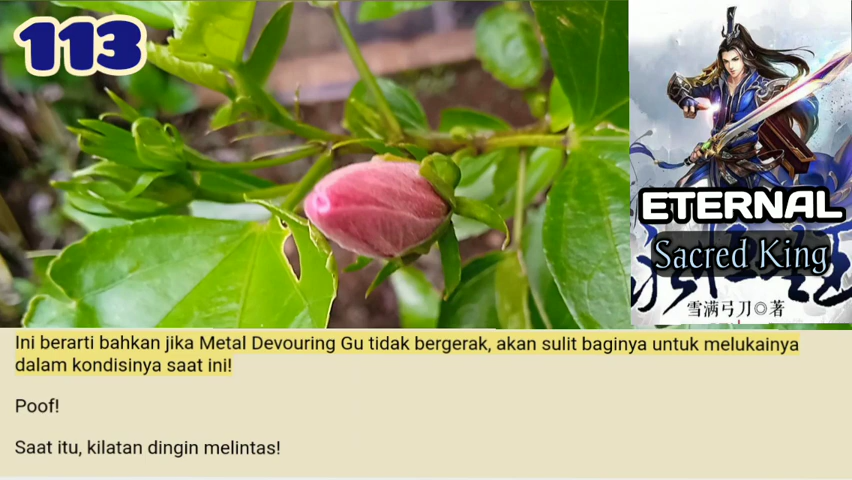 113
ETERNAL
Sacred King
雪满弓刀◎著
Ini berarti bahkan jika Metal Devouring Gu tidak bergerak, akan sulit baginya untuk melukainya
dalam kondisinya saat ini!
Poof!
Saat itu, kilatan dingin melintas!